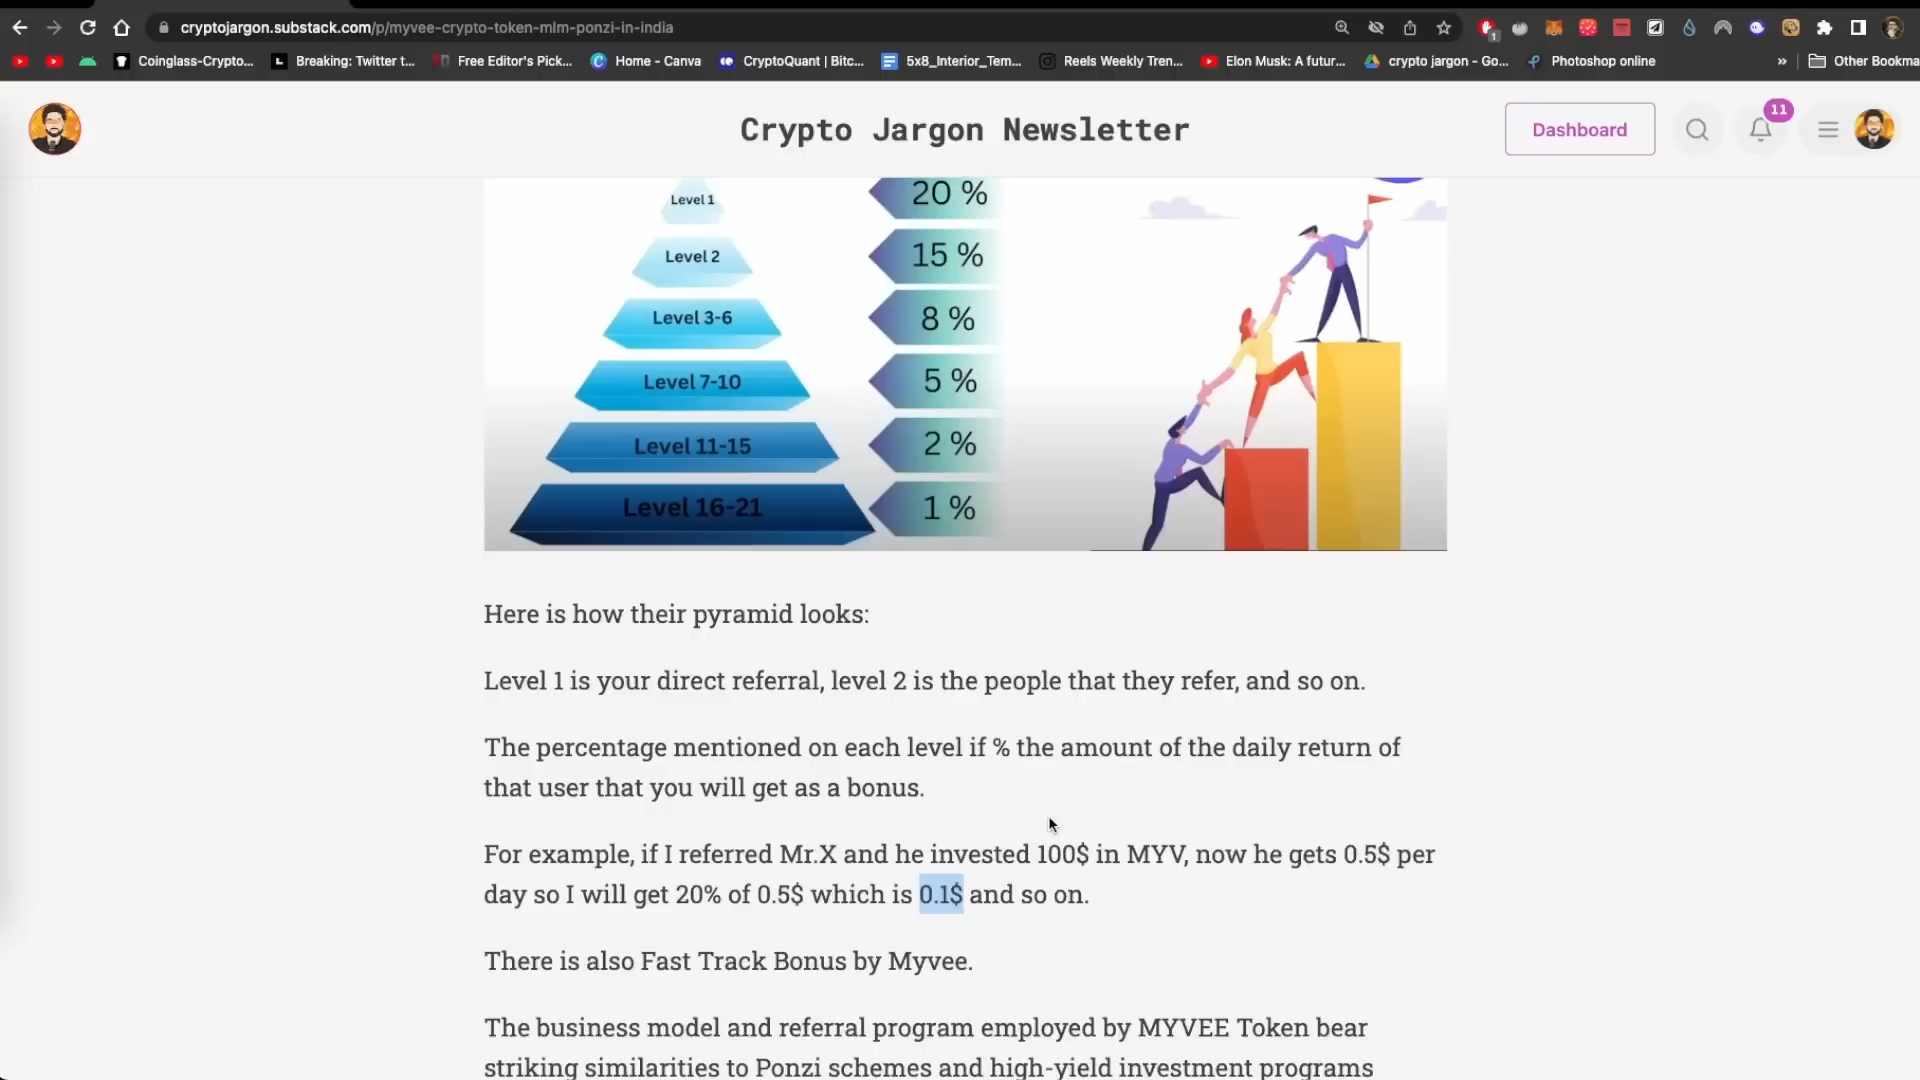 cryptojargon.substack.com/p/myvee-crypto-token-mlm-ponzi-in-india
1
Coinglass-Crypto...
Breaking: Twitter t...
Free Editor's Pick...
Home - Canva
CryptoQuant | Bitc...
5x8_Interior_Tem...
Reels Weekly Tren...
Elon Musk: A futur...
crypto jargon - Go...
Photoshop online
»
Other Bookma
Crypto Jargon Newsletter
Dashboard
11
Level 1
20 %
Level 2
15 %
Level 3-6
8 %
Level 7-10
5 %
Level 11-15
2 %
Level 16-21
1 %
Here is how their pyramid looks:
Level 1 is your direct referral, level 2 is the people that they refer, and so on.
The percentage mentioned on each level if % the amount of the daily return of
that user that you will get as a bonus.
For example, if I referred Mr.X and he invested 100$ in MYV, now he gets 0.5$ per
day so I will get 20% of 0.5$ which is 0.1$ and so on.
There is also Fast Track Bonus by Myvee.
The business model and referral program employed by MYVEE Token bear
striking similarities to Ponzi schemes and high-yield investment programs